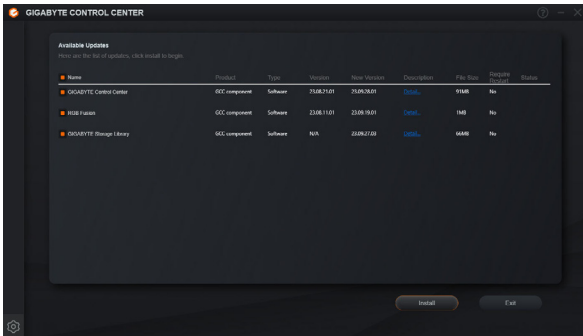 GIGABYTE CONTROL CENTER
Available Updates
Here are the list of updates, click install to begin
Name Product Type Version New Version Description File Size Require Restart Status
GIGABYTE Control Center GCC component Software 23.08.21.01 23.09.28.01 Detail... 91MB No
RGB Fusion GCC component Software 23.08.11.01 23.09.19.01 Detail... 1MB No
GIGABYTE Storage Library GCC component Software N/A 23.09.27.03 Detail... 66MB No
Install Exit